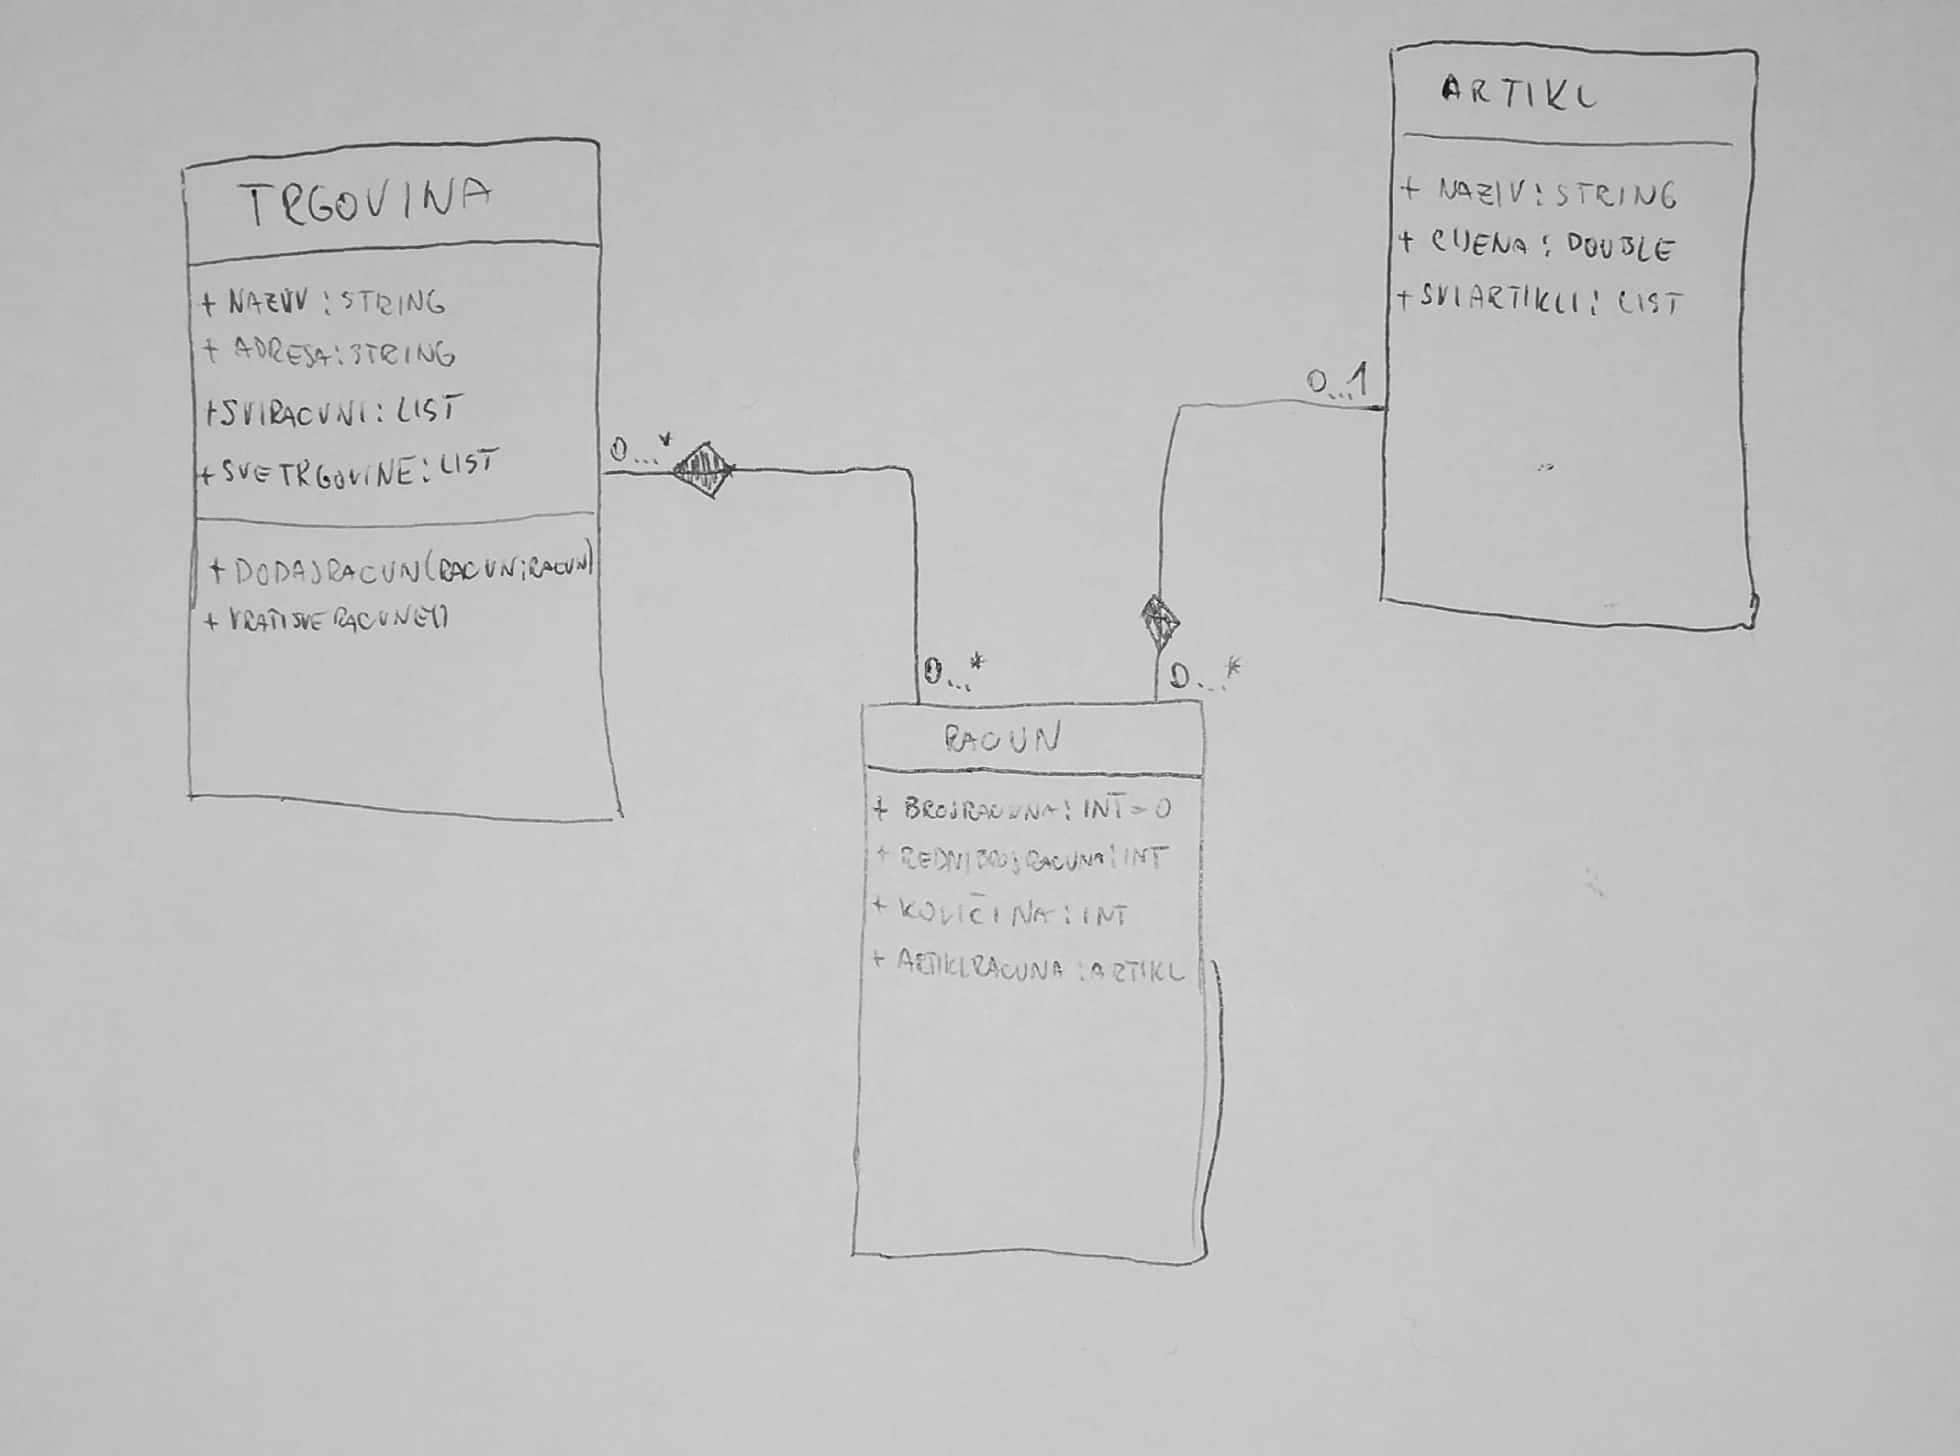 TRGOVINA
+ NAZIV : STRING
+ ADRESA : STRING
+ SVIRACUNI : LIST
+ SVETRGOVINE : LIST
+ DODAJRACUN(RACUN:RACUN)
+ VRATISVERACUNE()
0...*
0...*
ARTIKL
+ NAZIV : STRING
+ CIJENA : DOUBLE
+ SVIARTIKLI : LIST
0...1
0...*
RACUN
+ BROJRACUNA : INT = 0
+ REDNIBROJRACUNA : INT
+ KOLIČINA : INT
+ ARTIKLRACUNA : ARTIKL